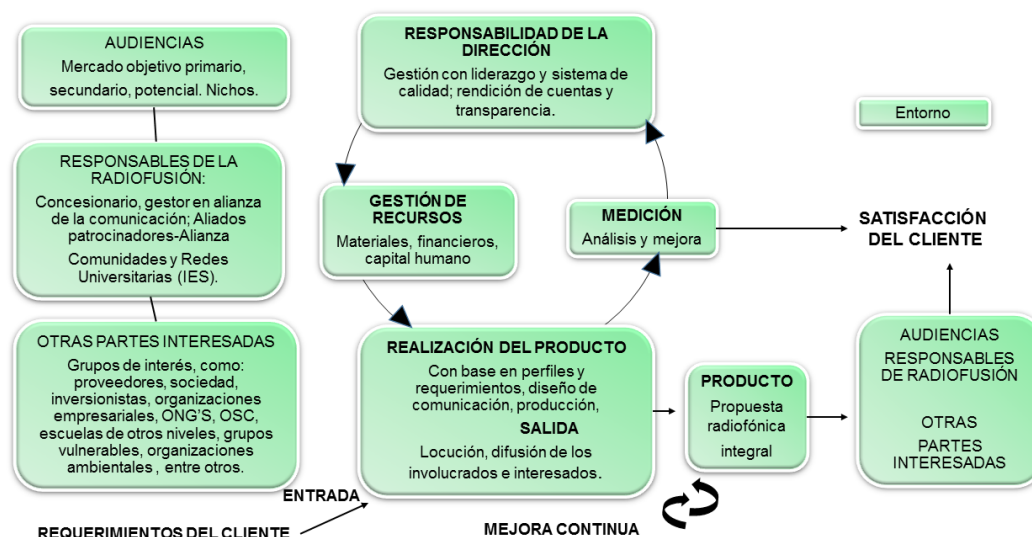 AUDIENCIAS
Mercado objetivo primario,
secundario, potencial. Nichos.
RESPONSABLES DE LA
RADIOFUSIÓN:
Concesionario, gestor en alianza
de la comunicación; Aliados
patrocinadores-Alianza
Comunidades y Redes
Universitarias (IES).
OTRAS PARTES INTERESADAS
Grupos de interés, como:
proveedores, sociedad,
inversionistas, organizaciones
empresariales, ONG'S, OSC,
escuelas de otros niveles, grupos
vulnerables, organizaciones
ambientales , entre otros.
REQUERIMIENTOS DEL CLIENTE
ENTRADA
RESPONSABILIDAD DE LA
DIRECCIÓN
Gestión con liderazgo y sistema de
calidad; rendición de cuentas y
transparencia.
GESTIÓN DE
RECURSOS
Materiales, financieros,
capital humano
MEDICIÓN
Análisis y mejora
REALIZACIÓN DEL PRODUCTO
Con base en perfiles y
requerimientos, diseño de
comunicación, producción,
SALIDA
Locución, difusión de los
involucrados e interesados.
MEJORA CONTINUA
PRODUCTO
Propuesta
radiofónica
integral
Entorno
SATISFACCIÓN
DEL CLIENTE
AUDIENCIAS
RESPONSABLES
DE RADIOFUSIÓN
OTRAS
PARTES
INTERESADAS